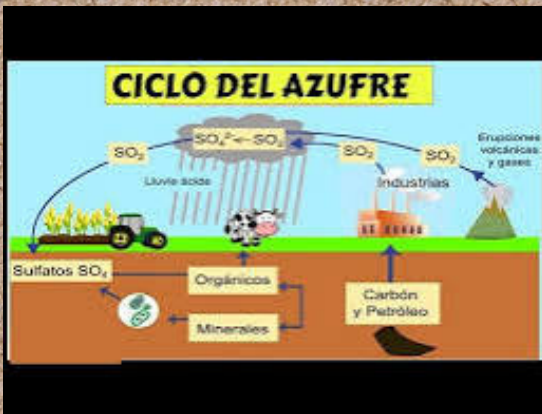 CICLO DEL AZUFRE
SO₄²⁻ <- SO₂
SO₂
SO₂
SO₂
Erupciones
volcánicas
y gases
Lluvia ácida
Industrias
Sulfatos SO₄
Orgánicos
Minerales
Carbón
y Petróleo